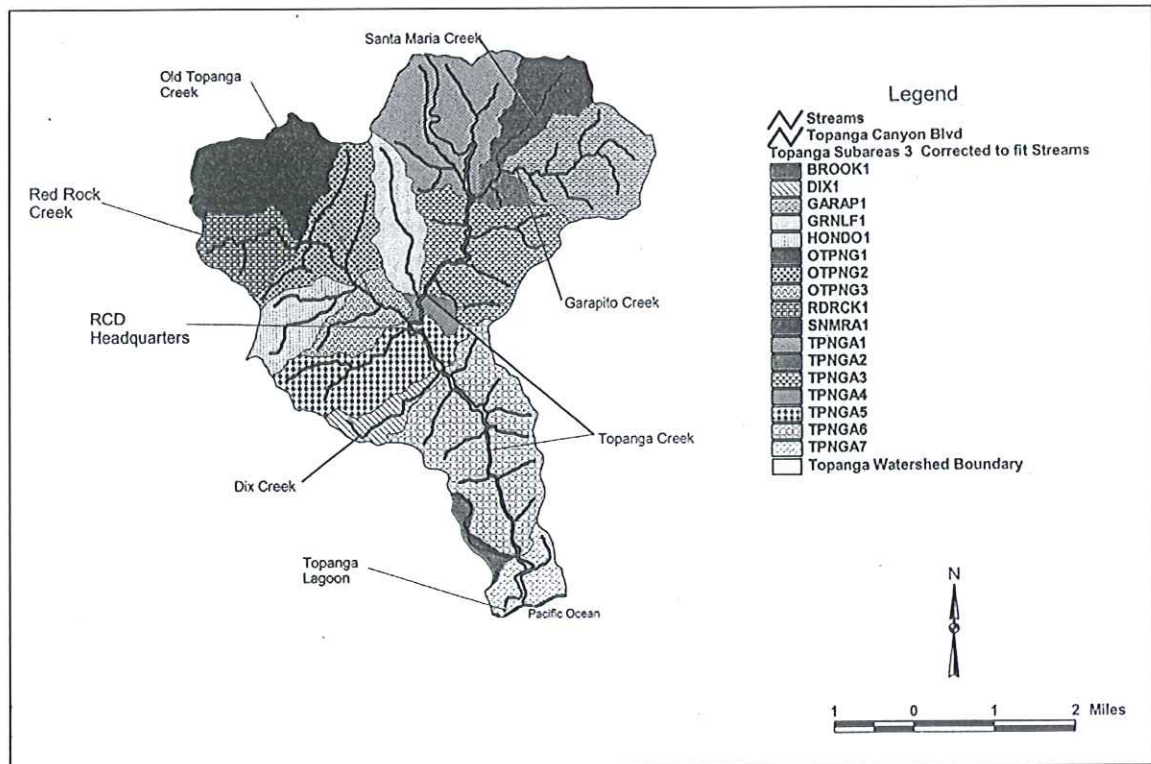 Santa Maria Creek
Old Topanga
Creek
Red Rock
Creek
RCD
Headquarters
Garapito Creek
Topanga Creek
Dix Creek
Topanga
Lagoon
Pacific Ocean
Legend
Streams
Topanga Canyon Blvd
Topanga Subareas 3 Corrected to fit Streams
BROOK1
DIX1
GARAP1
GRNLF1
HONDO1
OTPNG1
OTPNG2
OTPNG3
RDRCK1
SNMRA1
TPNGA1
TPNGA2
TPNGA3
TPNGA4
TPNGA5
TPNGA6
TPNGA7
Topanga Watershed Boundary
N
1 0 1 2 Miles